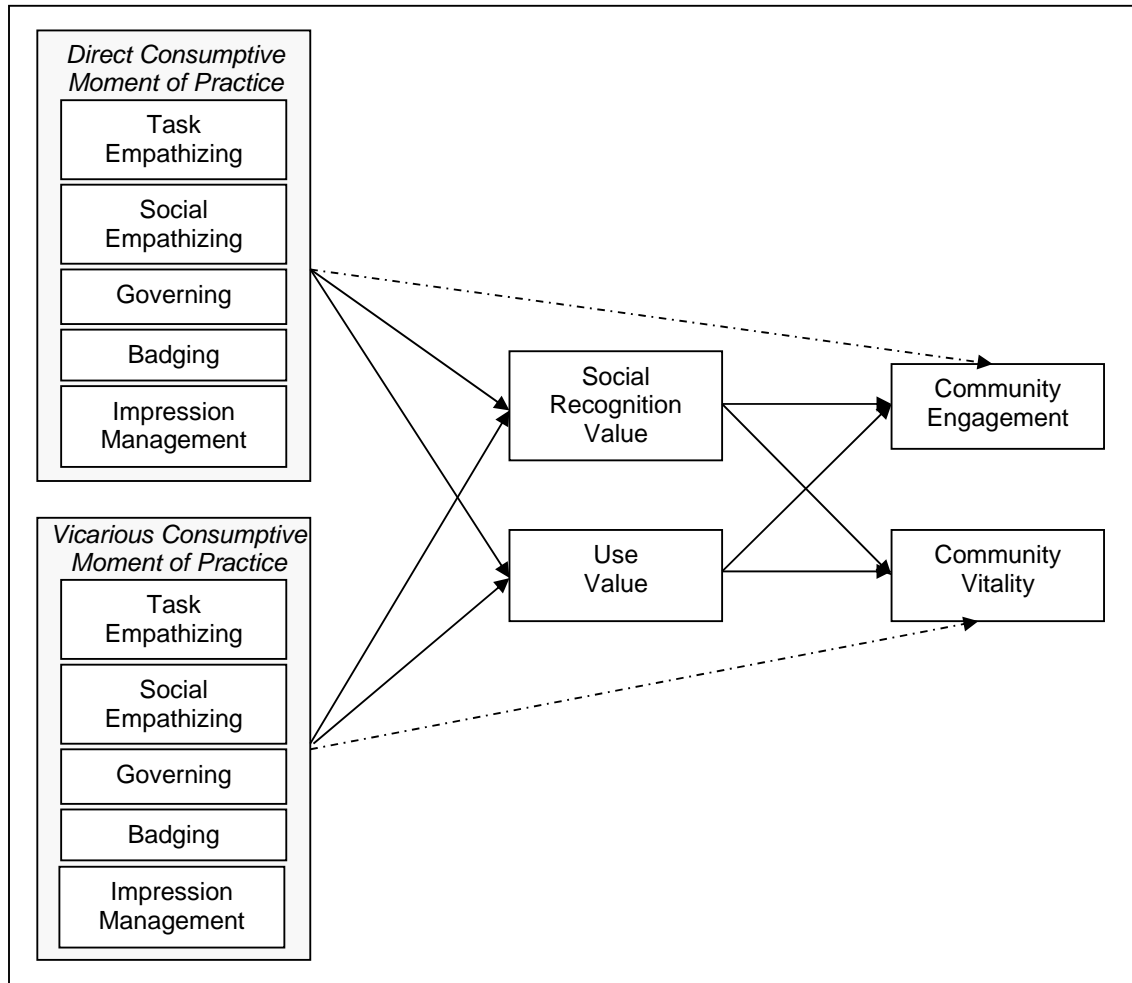 Direct Consumptive
Moment of Practice
Task
Empathizing
Social
Empathizing
Governing
Badging
Impression
Management
Vicarious Consumptive
Moment of Practice
Task
Empathizing
Social
Empathizing
Governing
Badging
Impression
Management
Social
Recognition
Value
Use
Value
Community
Engagement
Community
Vitality